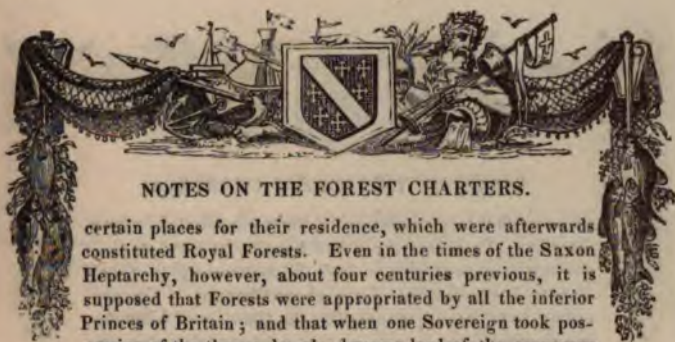 NOTES ON THE FOREST CHARTERS.
certain places for their residence, which were afterwards
constituted Royal Forests. Even in the times of the Saxon
Heptarchy, however, about four centuries previous, it is
supposed that Forests were appropriated by all the inferior
Princes of Britain; and that when one Sovereign took pos-